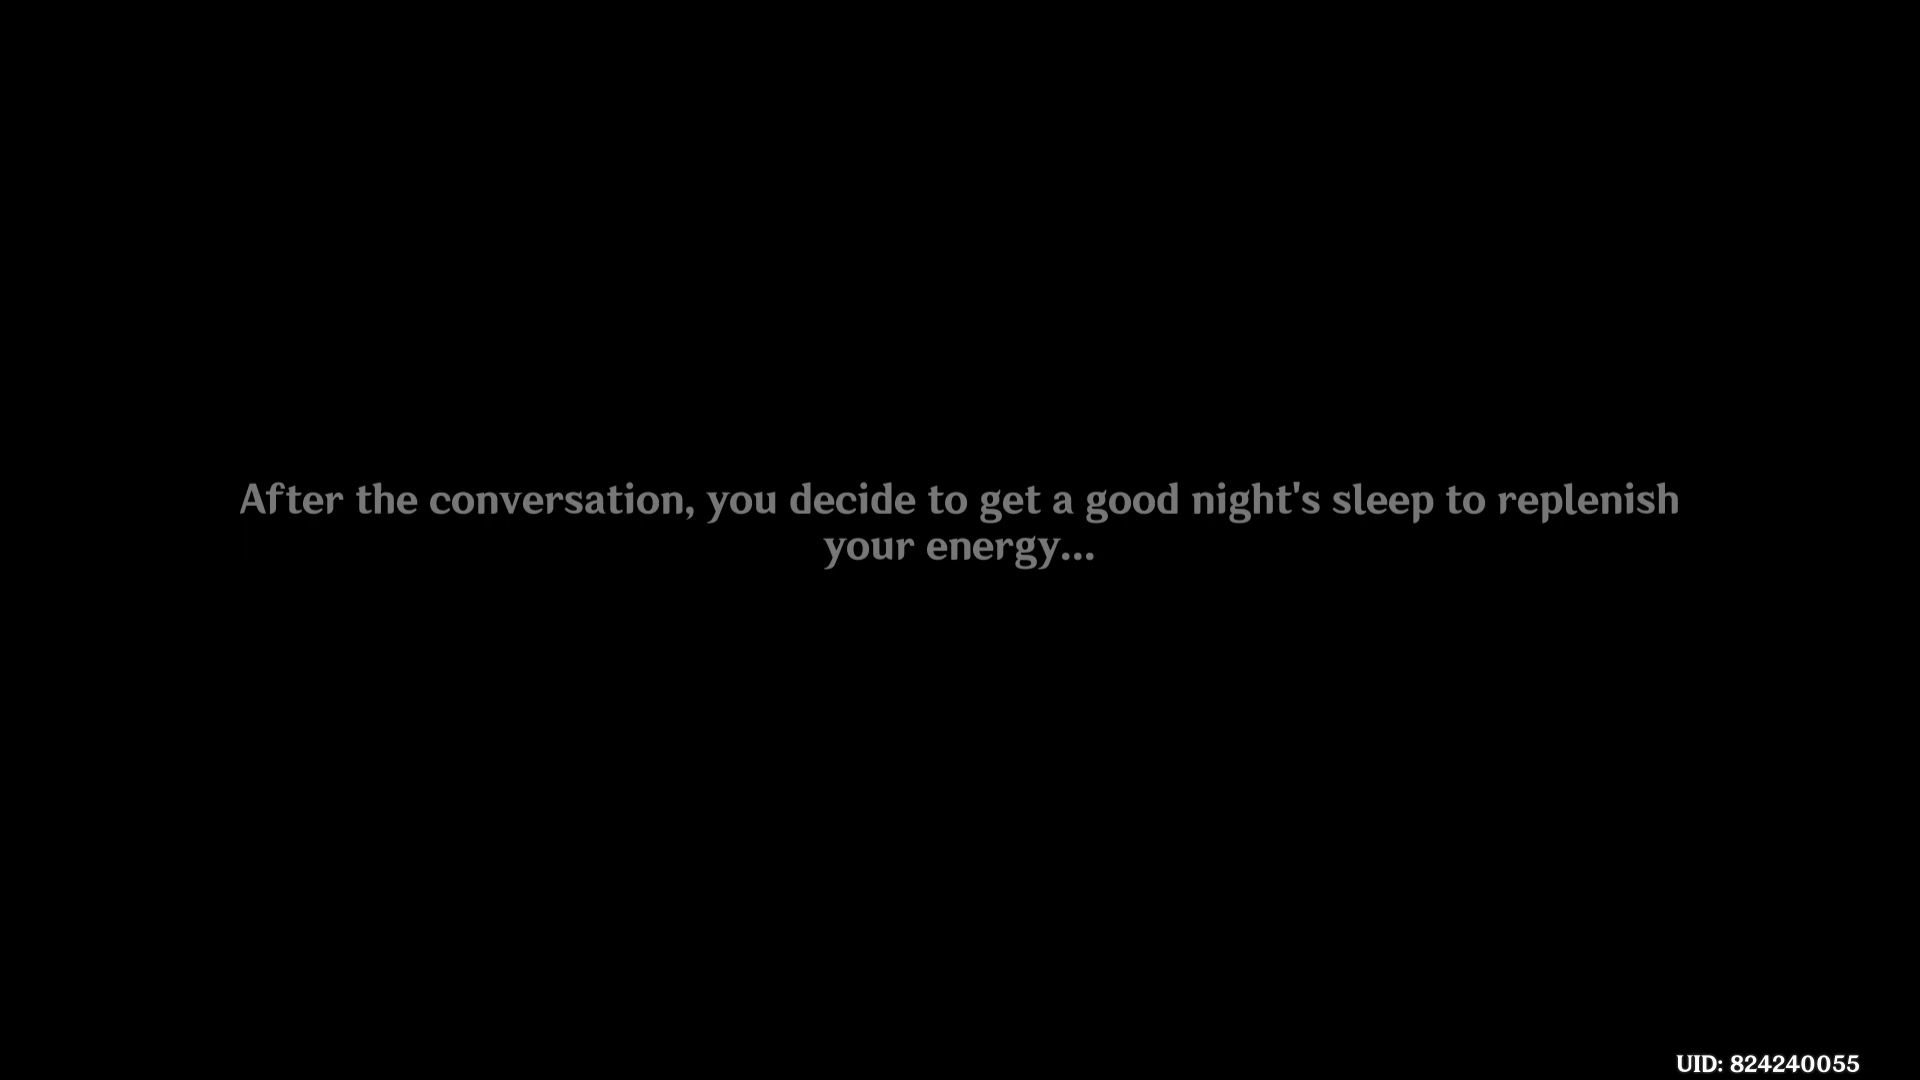 After the conversation, you decide to get a good night's sleep to replenish
your energy...
UID: 824240055